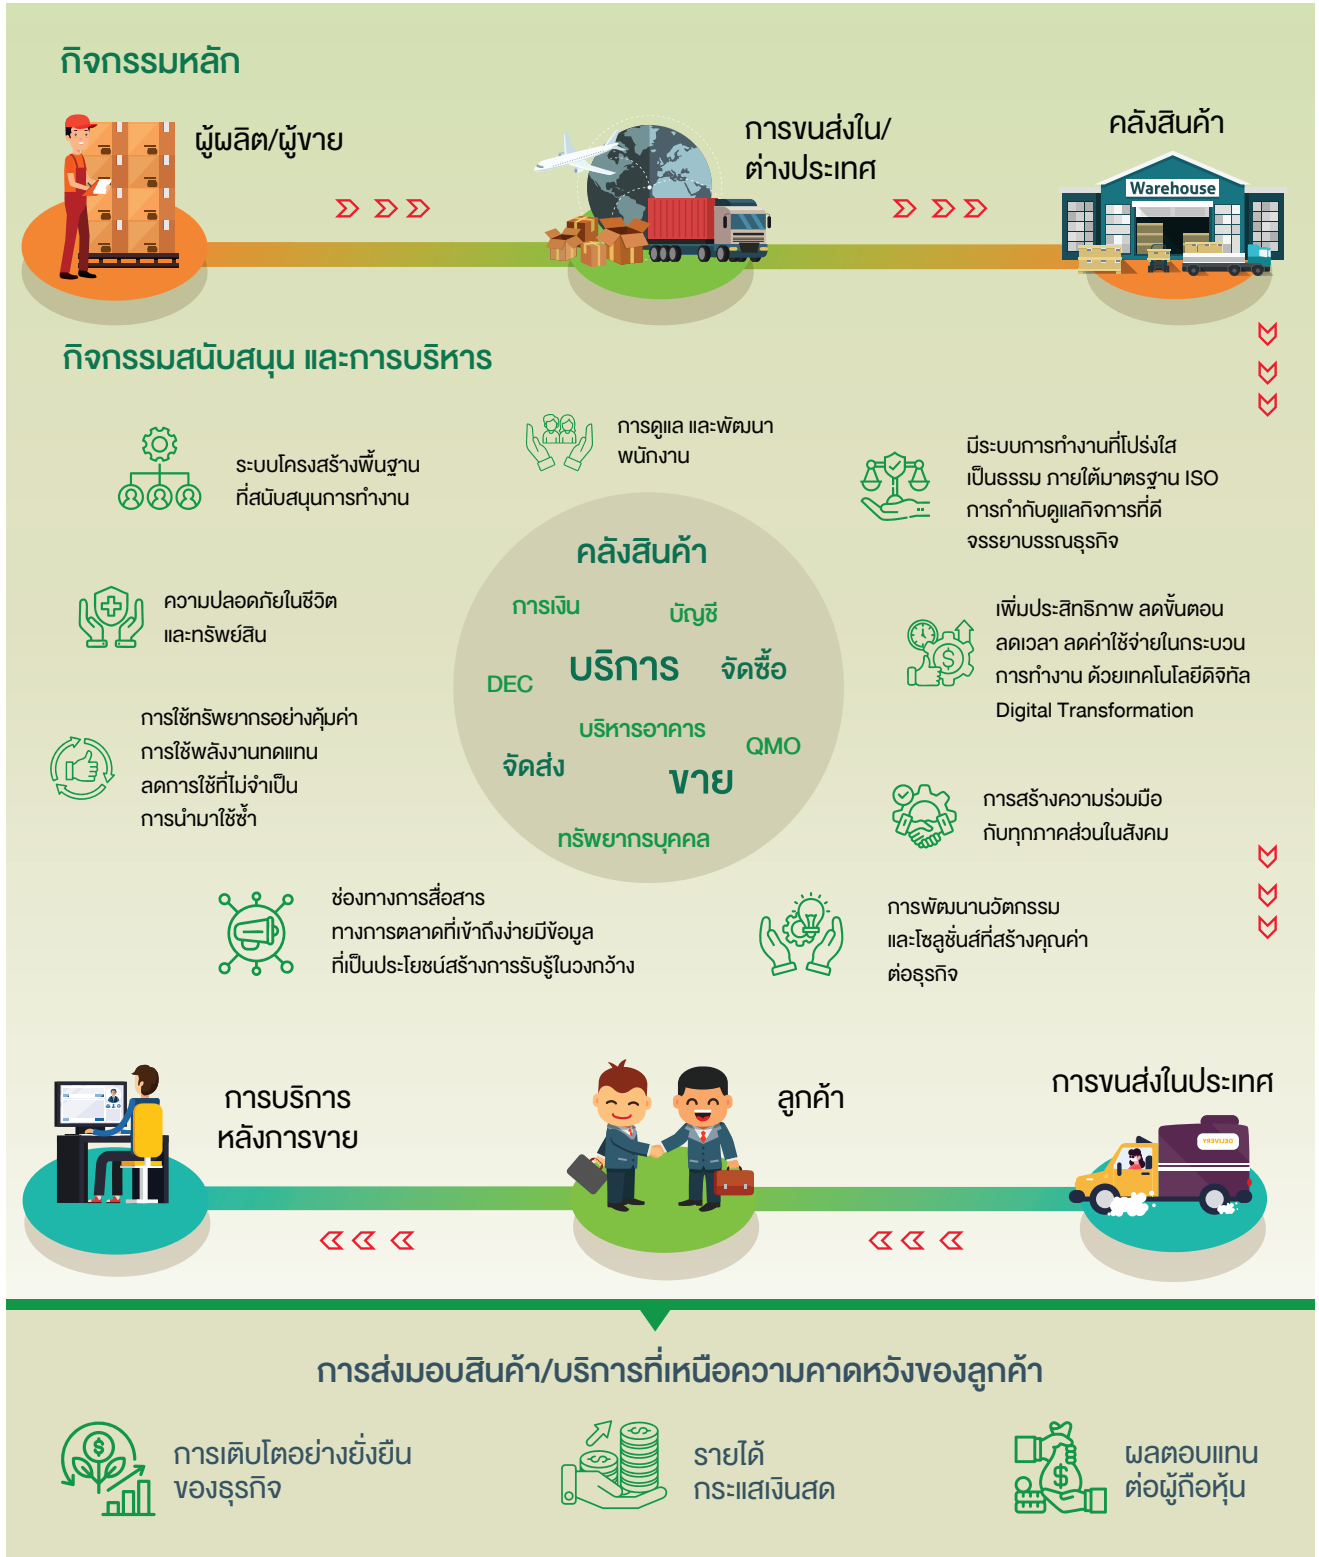 กิจกรรมหลัก
ผู้ผลิต/ผู้ขาย
การขนส่งใน/
ต่างประเทศ
คลังสินค้า
Warehouse
กิจกรรมสนับสนุน และการบริหาร
ระบบโครงสร้างพื้นฐาน
ที่สนับสนุนการทำงาน
การดูแล และพัฒนา
พนักงาน
มีระบบการทำงานที่โปร่งใส
เป็นธรรม ภายใต้มาตรฐาน ISO
การกำกับดูแลกิจการที่ดี
จรรยาบรรณธุรกิจ
ความปลอดภัยในชีวิต
และทรัพย์สิน
เพิ่มประสิทธิภาพ ลดขั้นตอน
ลดเวลา ลดค่าใช้จ่ายในกระบวน
การทำงาน ด้วยเทคโนโลยีดิจิทัล
Digital Transformation
การใช้ทรัพยากรอย่างคุ้มค่า
การใช้พลังงานทดแทน
ลดการใช้ที่ไม่จำเป็น
การนำมาใช้ซ้ำ
คลังสินค้า
การเงิน
บัญชี
บริการ
จัดซื้อ
DEC
บริหารอาคาร
QMO
จัดส่ง
ขาย
ทรัพยากรบุคคล
การสร้างความร่วมมือ
กับทุกภาคส่วนในสังคม
ช่องทางการสื่อสาร
ทางการตลาดที่เข้าถึงง่ายมีข้อมูล
ที่เป็นประโยชน์สร้างการรับรู้ในวงกว้าง
การพัฒนานวัตกรรม
และโซลูชั่นส์ที่สร้างคุณค่า
ต่อธุรกิจ
การบริการ
หลังการขาย
ลูกค้า
การขนส่งในประเทศ
DELIVERY
การส่งมอบสินค้า/บริการที่เหนือความคาดหวังของลูกค้า
การเติบโตอย่างยั่งยืน
ของธุรกิจ
รายได้
กระแสเงินสด
ผลตอบแทน
ต่อผู้ถือหุ้น